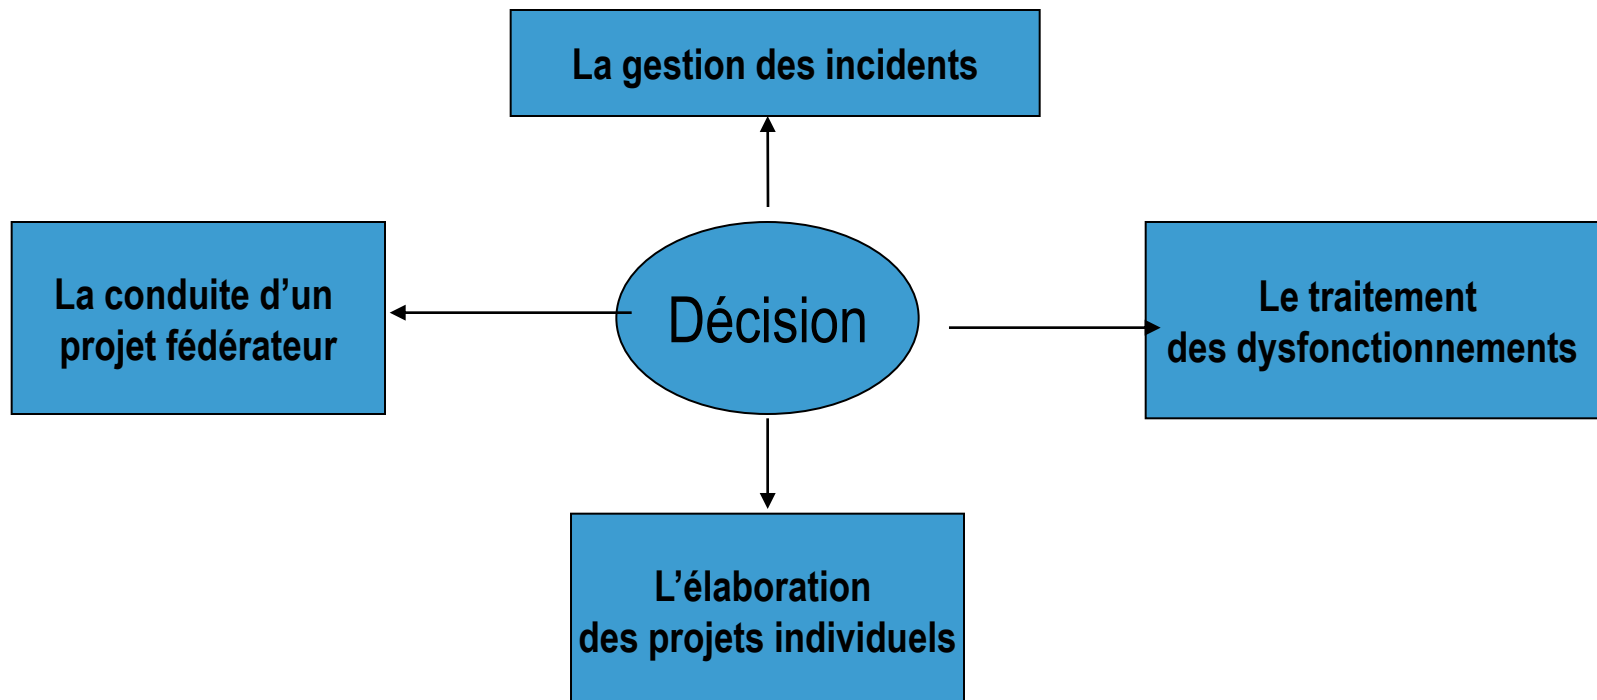 La gestion des incidents
La conduite d’un
projet fédérateur
Décision
Le traitement
des dysfonctionnements
L’élaboration
des projets individuels